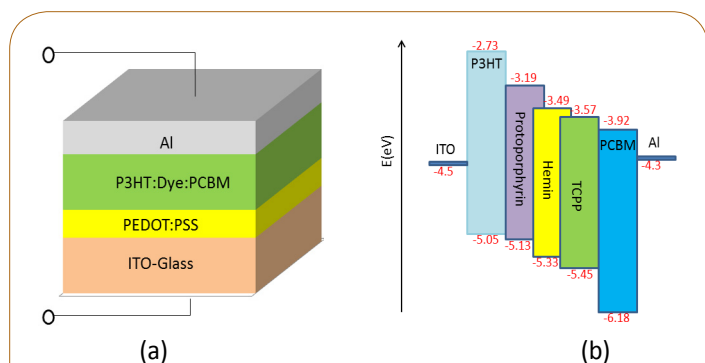 Al
P3HT:Dye:PCBM
PEDOT:PSS
ITO-Glass
(a)
E(eV)
ITO
-4.5
-2.73
P3HT
-5.05
-3.19
Protoporphyrin
-5.13
-3.49
Hemin
-5.33
-3.57
TCPP
-5.45
-3.92
PCBM
-6.18
Al
-4.3
(b)